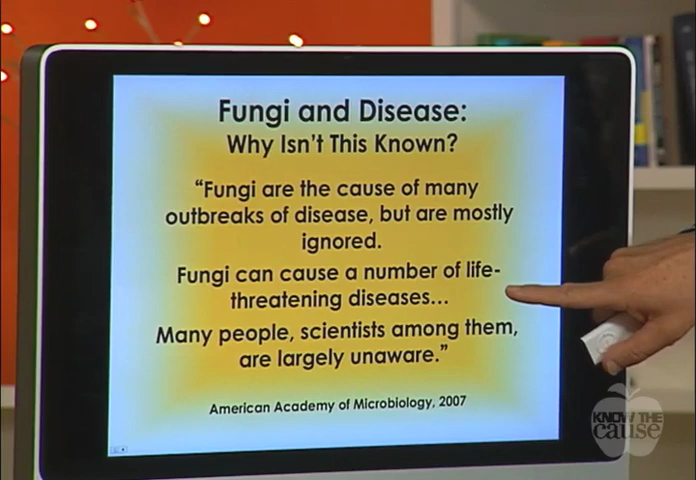 Fungi and Disease:
Why Isn't This Known?
"Fungi are the cause of many
outbreaks of disease, but are mostly
ignored.
Fungi can cause a number of life-
threatening diseases...
Many people, scientists among them,
are largely unaware."
American Academy of Microbiology, 2007
KNOW THE
cause